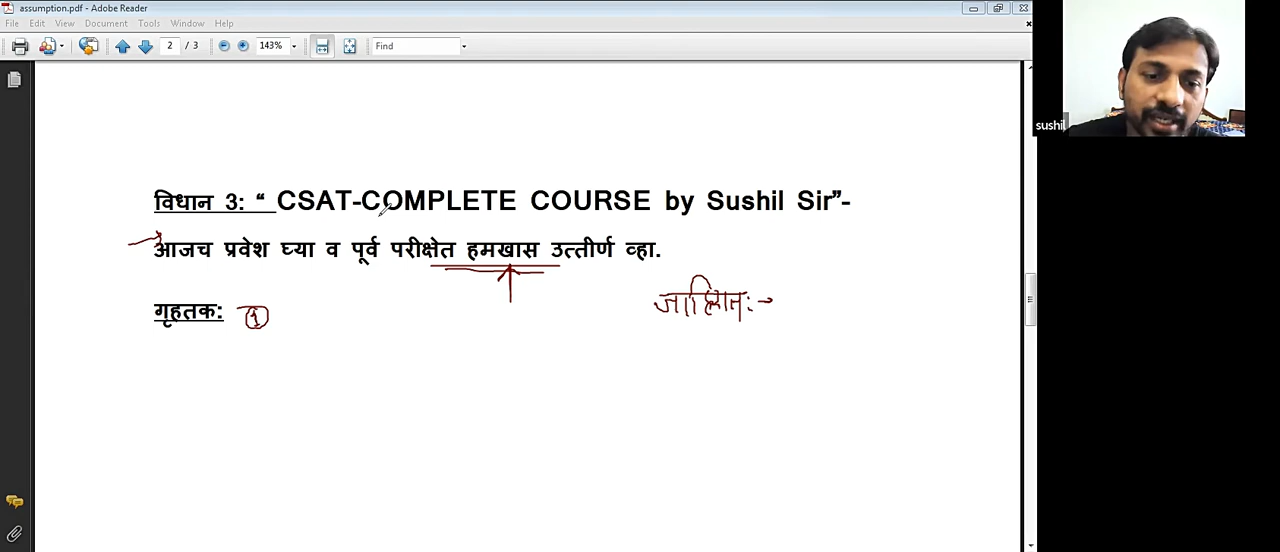 assumption.pdf - Adobe Reader
File Edit View Document Tools Window Help
2 / 3 143% Find
sushil
विधान 3: “ CSAT-COMPLETE COURSE by Sushil Sir”-
आजच प्रवेश घ्या व पूर्व परीक्षेत हमखास उत्तीर्ण व्हा.
गृहतक: १
जाहिरात:→